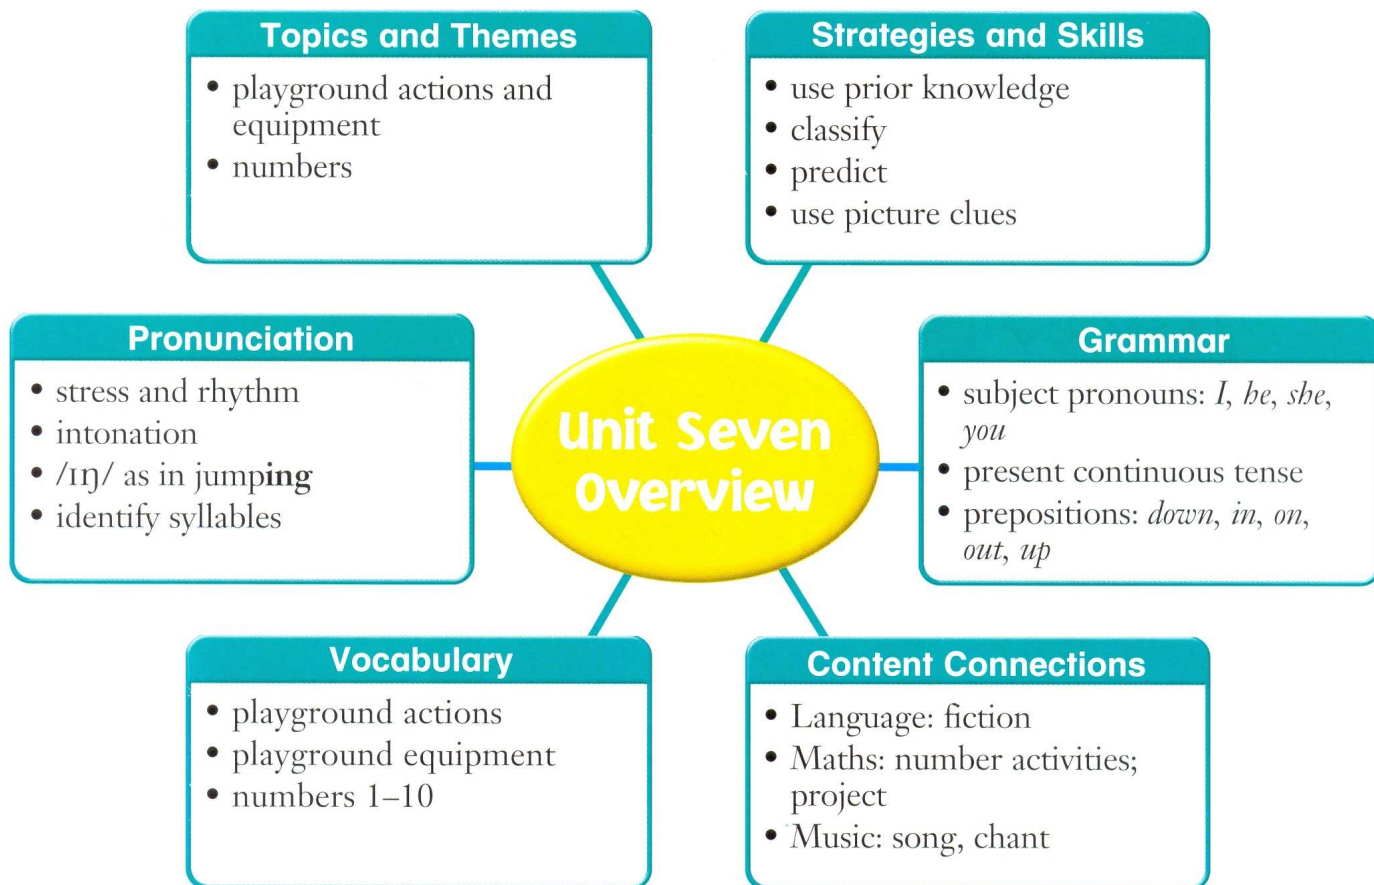 Topics and Themes
• playground actions and
equipment
• numbers
Strategies and Skills
• use prior knowledge
• classify
• predict
• use picture clues
Pronunciation
• stress and rhythm
• intonation
• /ɪŋ/ as in jumping
• identify syllables
Unit Seven
Overview
Grammar
• subject pronouns: I, he, she,
you
• present continuous tense
• prepositions: down, in, on,
out, up
Vocabulary
• playground actions
• playground equipment
• numbers 1–10
Content Connections
• Language: fiction
• Maths: number activities;
project
• Music: song, chant